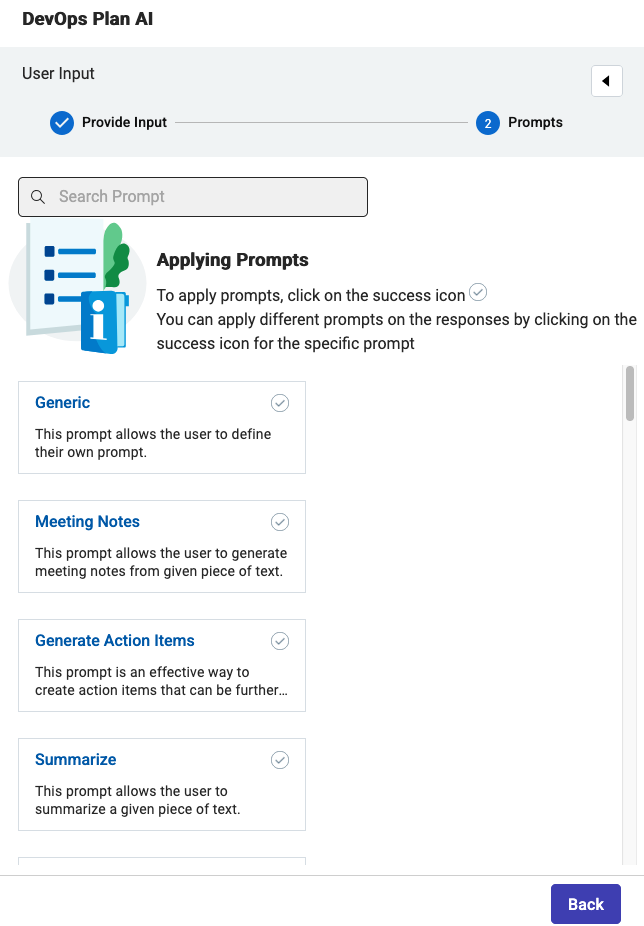 DevOps Plan AI
User Input
Provide Input
2
Prompts
Search Prompt
Applying Prompts
To apply prompts, click on the success icon
You can apply different prompts on the responses by clicking on the
success icon for the specific prompt
i
Generic
This prompt allows the user to define
their own prompt.
Meeting Notes
This prompt allows the user to generate
meeting notes from given piece of text.
Generate Action Items
This prompt is an effective way to
create action items that can be further...
Summarize
This prompt allows the user to
summarize a given piece of text.
Back